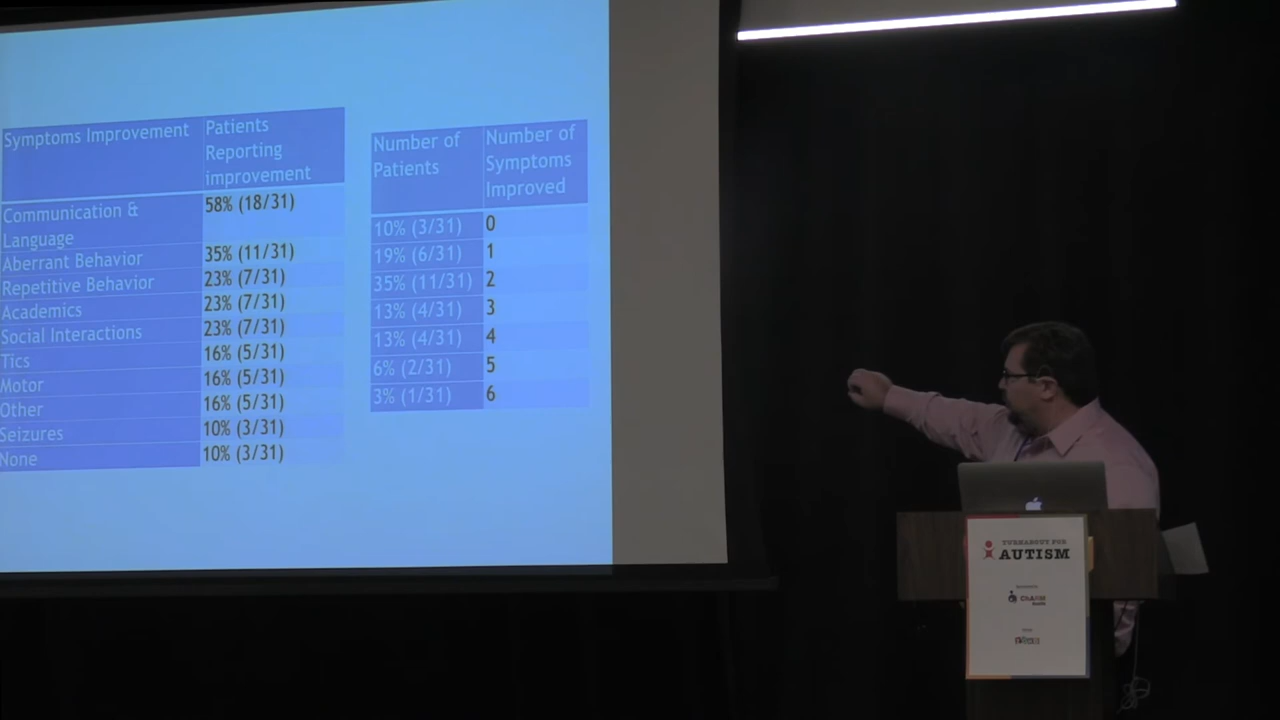 Symptoms Improvement
Patients
Reporting
improvement
Communication &
Language
58% (18/31)
Aberrant Behavior
35% (11/31)
Repetitive Behavior
23% (7/31)
Academics
23% (7/31)
Social Interactions
23% (7/31)
Tics
16% (5/31)
Motor
16% (5/31)
Other
16% (5/31)
Seizures
10% (3/31)
None
10% (3/31)
Number of
Patients
Number of
Symptoms
Improved
10% (3/31) 0
19% (6/31) 1
35% (11/31) 2
13% (4/31) 3
13% (4/31) 4
6% (2/31) 5
3% (1/31) 6
TURNABOUT FOR
AUTISM